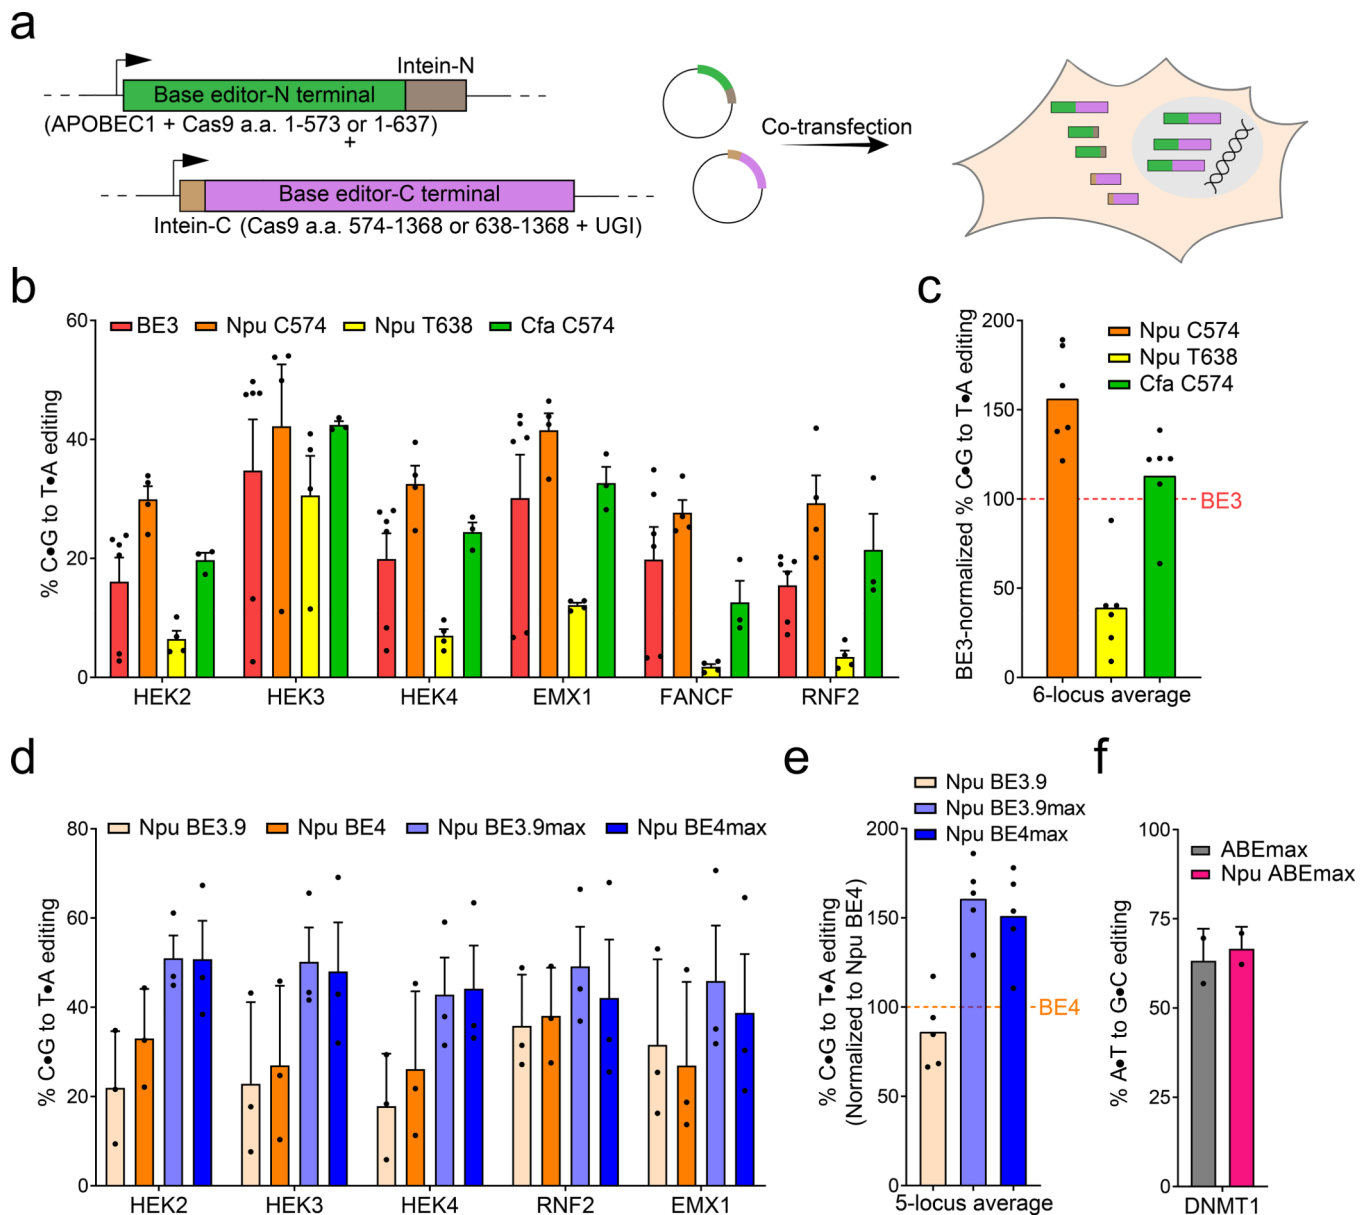 a
Intein-N
Base editor-N terminal
(APOBEC1 + Cas9 a.a. 1-573 or 1-637)
+
Base editor-C terminal
Intein-C (Cas9 a.a. 574-1368 or 638-1368 + UGI)
Co-transfection
b
BE3 Npu C574 Npu T638 Cfa C574
% C•G to T•A editing
60
40
20
0
HEK2 HEK3 HEK4 EMX1 FANCF RNF2
c
Npu C574
Npu T638
Cfa C574
BE3-normalized % C•G to T•A editing
200
150
100
50
0
BE3
6-locus average
d
Npu BE3.9 Npu BE4 Npu BE3.9max Npu BE4max
% C•G to T•A editing
80
60
40
20
0
HEK2 HEK3 HEK4 RNF2 EMX1
e
Npu BE3.9
Npu BE3.9max
Npu BE4max
% C•G to T•A editing
(Normalized to Npu BE4)
200
150
100
50
0
BE4
5-locus average
f
ABEmax
Npu ABEmax
% A•T to G•C editing
100
75
50
25
0
DNMT1